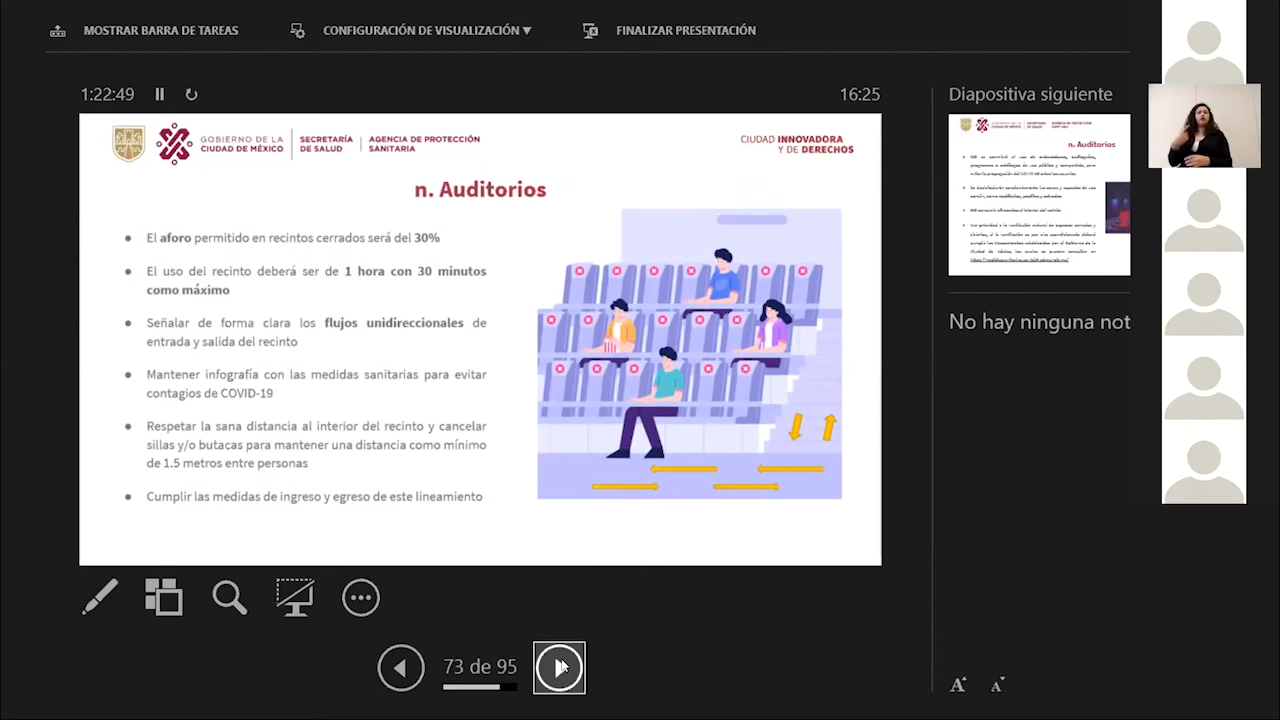 MOSTRAR BARRA DE TAREAS
CONFIGURACIÓN DE VISUALIZACIÓN ▼
FINALIZAR PRESENTACIÓN
1:22:49
16:25
GOBIERNO DE LA
CIUDAD DE MÉXICO
SECRETARÍA
DE SALUD
AGENCIA DE PROTECCIÓN
SANITARIA
CIUDAD INNOVADORA
Y DE DERECHOS
n. Auditorios
● El aforo permitido en recintos cerrados será del 30%
● El uso del recinto deberá ser de 1 hora con 30 minutos
como máximo
● Señalar de forma clara los flujos unidireccionales de
entrada y salida del recinto
● Mantener infografía con las medidas sanitarias para evitar
contagios de COVID-19
● Respetar la sana distancia al interior del recinto y cancelar
sillas y/o butacas para mantener una distancia como mínimo
de 1.5 metros entre personas
● Cumplir las medidas de ingreso y egreso de este lineamiento
73 de 95
Diapositiva siguiente
n. Auditorios
No hay ninguna not
A A